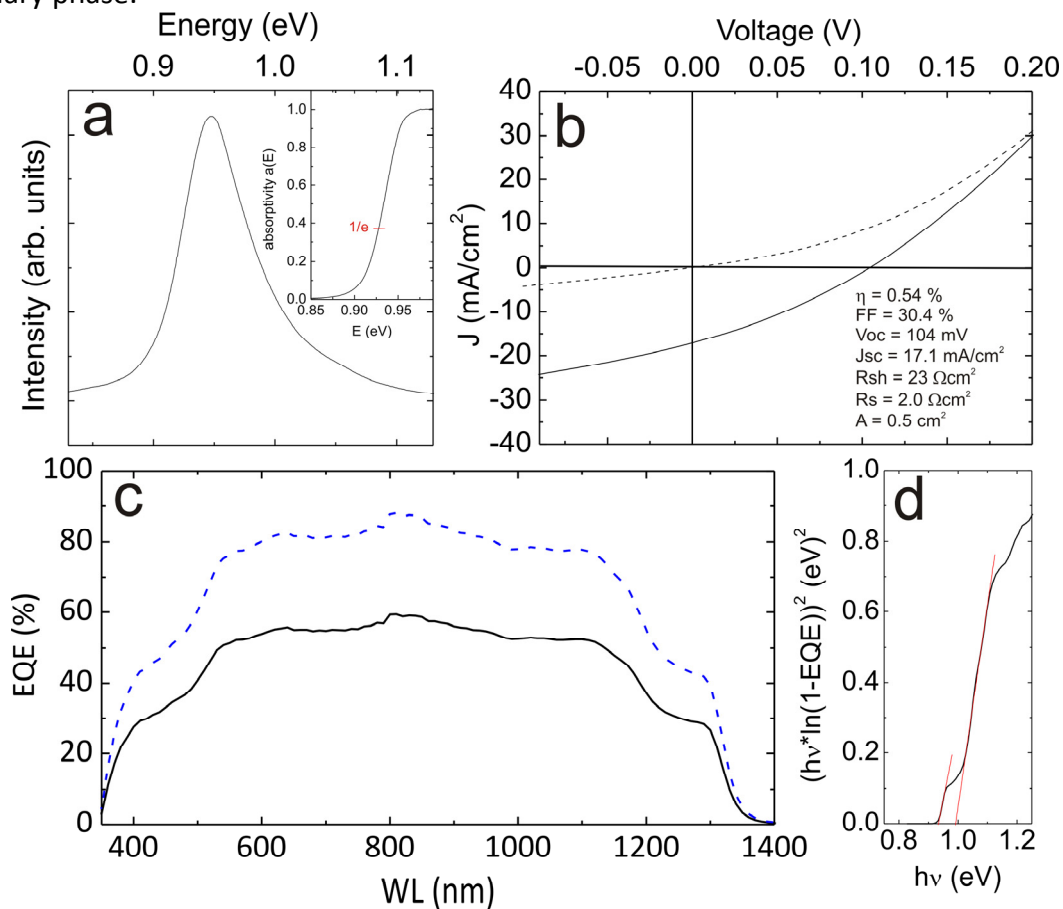 ary phase.
Energy (eV)
0.9 1.0 1.1
a
Intensity (arb. units)
absorptivity a(E)
1.0
0.8
0.6
0.4
0.2
0.0
1/e
0.85 0.90 0.95
E (eV)
Voltage (V)
-0.05 0.00 0.05 0.10 0.15 0.20
b
J (mA/cm²)
40
30
20
10
0
-10
-20
-30
-40
η = 0.54 %
FF = 30.4 %
Voc = 104 mV
Jsc = 17.1 mA/cm²
Rsh = 23 Ωcm²
Rs = 2.0 Ωcm²
A = 0.5 cm²
c
EQE (%)
100
80
60
40
20
0
400 600 800 1000 1200 1400
WL (nm)
d
(hν*ln(1-EQE))² (eV)²
1.0
0.8
0.6
0.4
0.2
0.0
0.8 1.0 1.2
hν (eV)